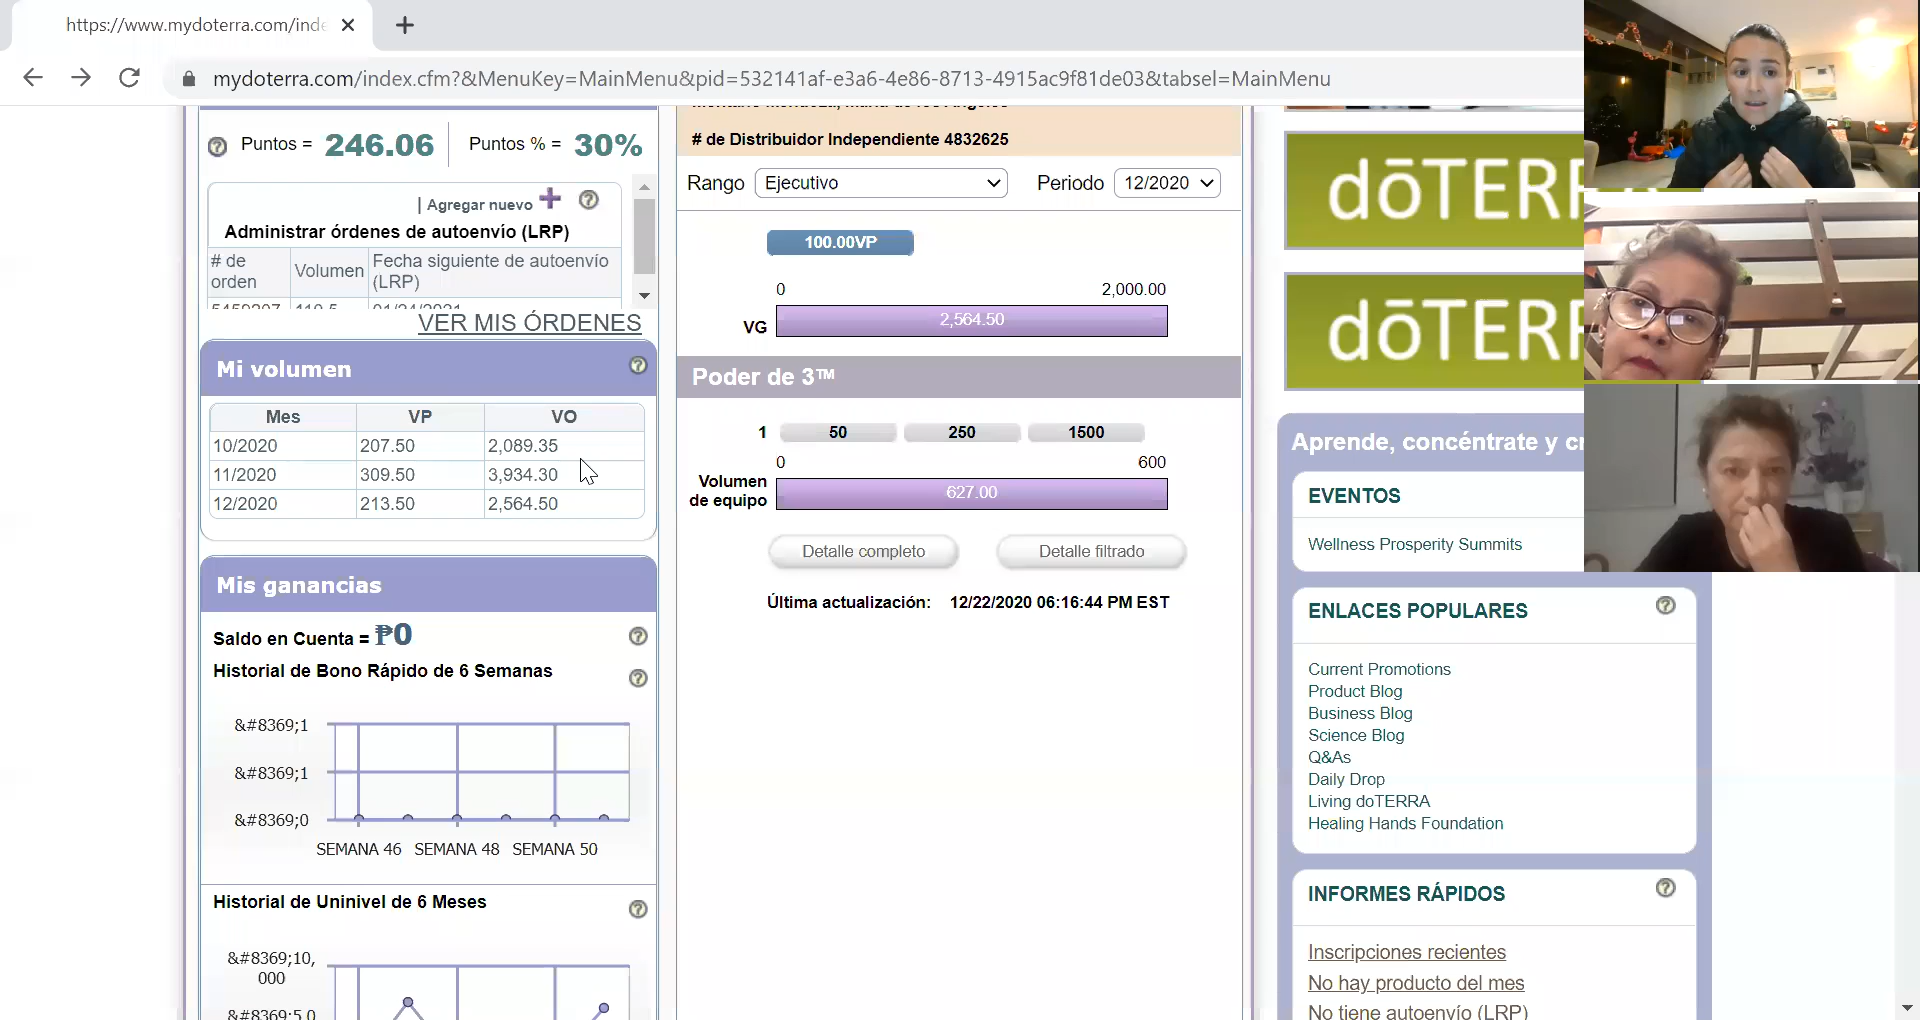 https://www.mydoterra.com/inde
mydoterra.com/index.cfm?&MenuKey=MainMenu&pid=532141af-e3a6-4e86-8713-4915ac9f81de03&tabsel=MainMenu
Puntos = 246.06
Puntos % = 30%
| Agregar nuevo
Administrar órdenes de autoenvío (LRP)
# de orden
Volumen
Fecha siguiente de autoenvío (LRP)
VER MIS ÓRDENES
Mi volumen
Mes VP VO
10/2020 207.50 2,089.35
11/2020 309.50 3,934.30
12/2020 213.50 2,564.50
Mis ganancias
Saldo en Cuenta = ₱0
Historial de Bono Rápido de 6 Semanas
&#8369;1
&#8369;1
&#8369;0
SEMANA 46 SEMANA 48 SEMANA 50
Historial de Uninivel de 6 Meses
&#8369;10,
000
&#8369;5,0
# de Distribuidor Independiente 4832625
Rango Ejecutivo Periodo 12/2020
100.00VP
0 2,000.00
VG 2,564.50
Poder de 3™
1 50 250 1500
0 600
Volumen
de equipo
627.00
Detalle completo Detalle filtrado
Última actualización: 12/22/2020 06:16:44 PM EST
dōTERR
dōTERR
Aprende, concéntrate y cr
EVENTOS
Wellness Prosperity Summits
ENLACES POPULARES
Current Promotions
Product Blog
Business Blog
Science Blog
Q&As
Daily Drop
Living doTERRA
Healing Hands Foundation
INFORMES RÁPIDOS
Inscripciones recientes
No hay producto del mes
No tiene autoenvío (LRP)